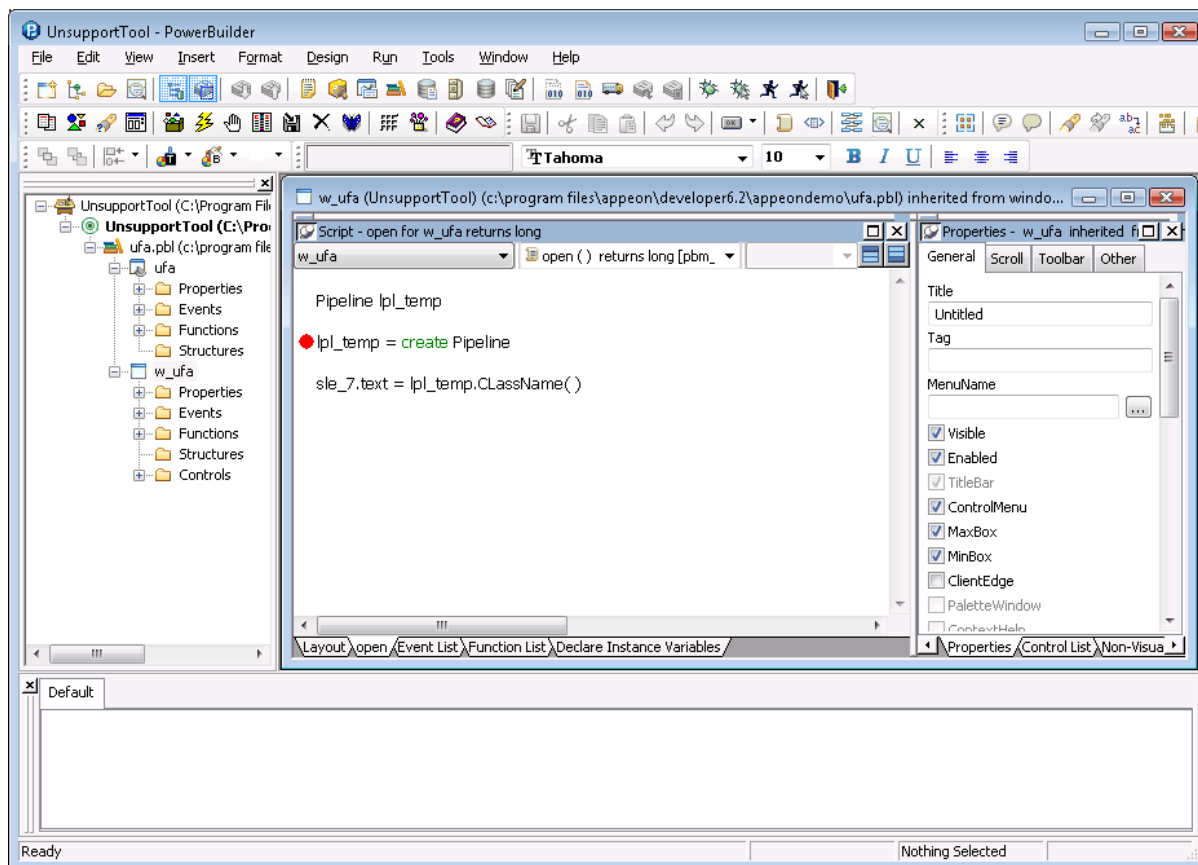 UnsupportTool - PowerBuilder
File Edit View Insert Format Design Run Tools Window Help
Tahoma 10 B I U
UnsupportTool (C:\Program Fil
UnsupportTool (C:\Pro
ufa.pbl (c:\program file
ufa
Properties
Events
Functions
Structures
w_ufa
Properties
Events
Functions
Structures
Controls
w_ufa (UnsupportTool) (c:\program files\appeon\developer6.2\appeondemo\ufa.pbl) inherited from windo...
Script - open for w_ufa returns long
w_ufa
open ( ) returns long [pbm_
Pipeline lpl_temp
lpl_temp = create Pipeline
sle_7.text = lpl_temp.CLassName( )
Layout open Event List Function List Declare Instance Variables
Properties - w_ufa inherited f
General Scroll Toolbar Other
Title
Untitled
Tag
MenuName
...
Visible
Enabled
TitleBar
ControlMenu
MaxBox
MinBox
ClientEdge
PaletteWindow
ContextHelp
Properties Control List Non-Visua
Default
Ready
Nothing Selected